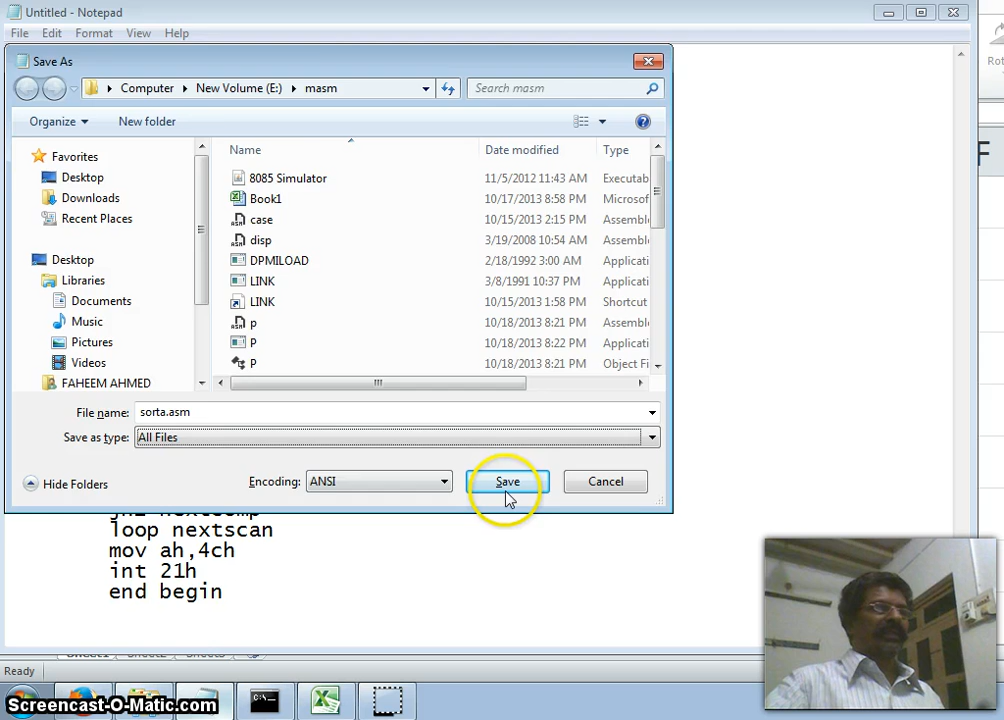 Untitled - Notepad
File Edit Format View Help
Save As
Computer New Volume (E:) masm
Search masm
Organize New folder
Name Date modified Type
Favorites
Desktop
Downloads
Recent Places
Desktop
Libraries
Documents
Music
Pictures
Videos
FAHEEM AHMED
8085 Simulator 11/5/2012 11:43 AM Executab
Book1 10/17/2013 8:58 PM Microsof
case 10/15/2013 2:15 PM Assemble
disp 3/19/2008 10:54 AM Assemble
DPMILOAD 2/18/1992 3:00 AM Applicati
LINK 3/8/1991 10:37 PM Applicati
LINK 10/15/2013 1:58 PM Shortcut
p 10/18/2013 8:21 PM Assemble
P 10/18/2013 8:22 PM Applicati
P 10/18/2013 8:21 PM Object Fi
File name: sorta.asm
Save as type: All Files
Hide Folders Encoding: ANSI Save Cancel
loop nextscan
mov ah,4ch
int 21h
end begin
Rot
F
Ready
Screencast-O-Matic.com